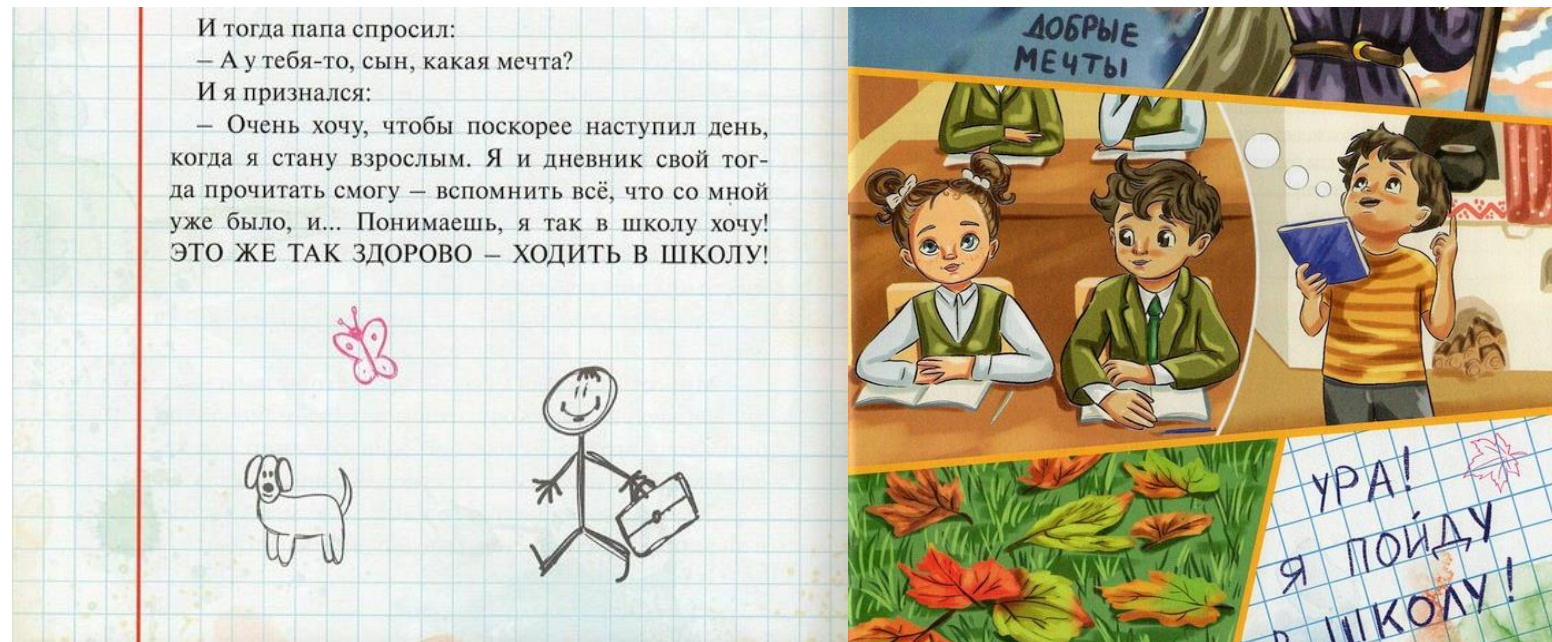 И тогда папа спросил:
– А у тебя-то, сын, какая мечта?
И я признался:
– Очень хочу, чтобы поскорее наступил день,
когда я стану взрослым. Я и дневник свой тог-
да прочитать смогу – вспомнить всё, что со мной
уже было, и... Понимаешь, я так в школу хочу!
ЭТО ЖЕ ТАК ЗДОРОВО – ХОДИТЬ В ШКОЛУ!
ДОБРЫЕ
МЕЧТЫ
УРА!
Я ПОЙДУ
В ШКОЛУ!